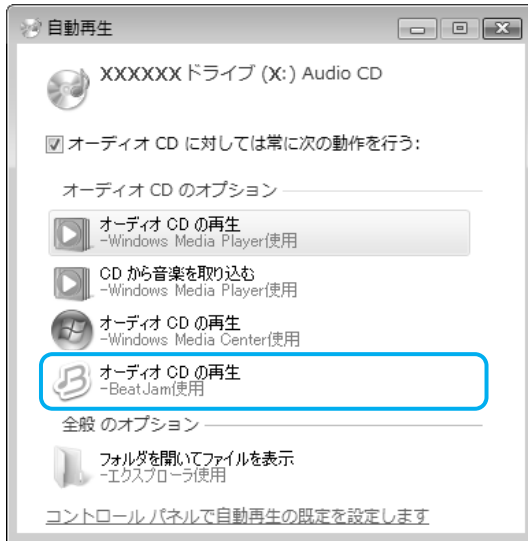 自動再生
XXXXXXドライブ (X:) Audio CD
オーディオ CD に対しては常に次の動作を行う:
オーディオ CD のオプション
オーディオ CD の再生
-Windows Media Player使用
CD から音楽を取り込む
-Windows Media Player使用
オーディオ CD の再生
-Windows Media Center使用
オーディオ CD の再生
-BeatJam使用
全般 のオプション
フォルダを開いてファイルを表示
-エクスプローラ使用
コントロール パネルで自動再生の既定を設定します